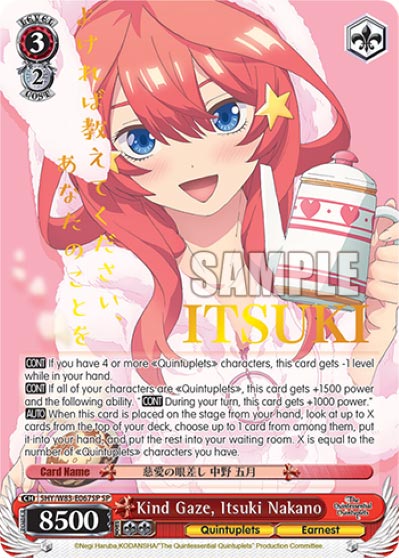 LEVEL
3
2
COST
よければ教えてください
あなたのことを
SAMPLE
ITSUKI
CONT If you have 4 or more «Quintuplets» characters, this card gets -1 level
while in your hand.
CONT If all of your characters are «Quintuplets», this card gets +1500 power
and the following ability. "CONT During your turn, this card gets +1000 power."
AUTO When this card is placed on the stage from your hand, look at up to X
cards from the top of your deck, choose up to 1 card from among them, put
it into your hand, and put the rest into your waiting room. X is equal to the
number of «Quintuplets» characters you have.
Card Name
慈愛の眼差し 中野 五月
CH 5HY/W83-E067SP SP
8500
Kind Gaze, Itsuki Nakano
The Quintessential Quintuplets
Quintuplets
Earnest
©Negi Haruba,KODANSHA/"The Quintessential Quintuplets" Production Committee